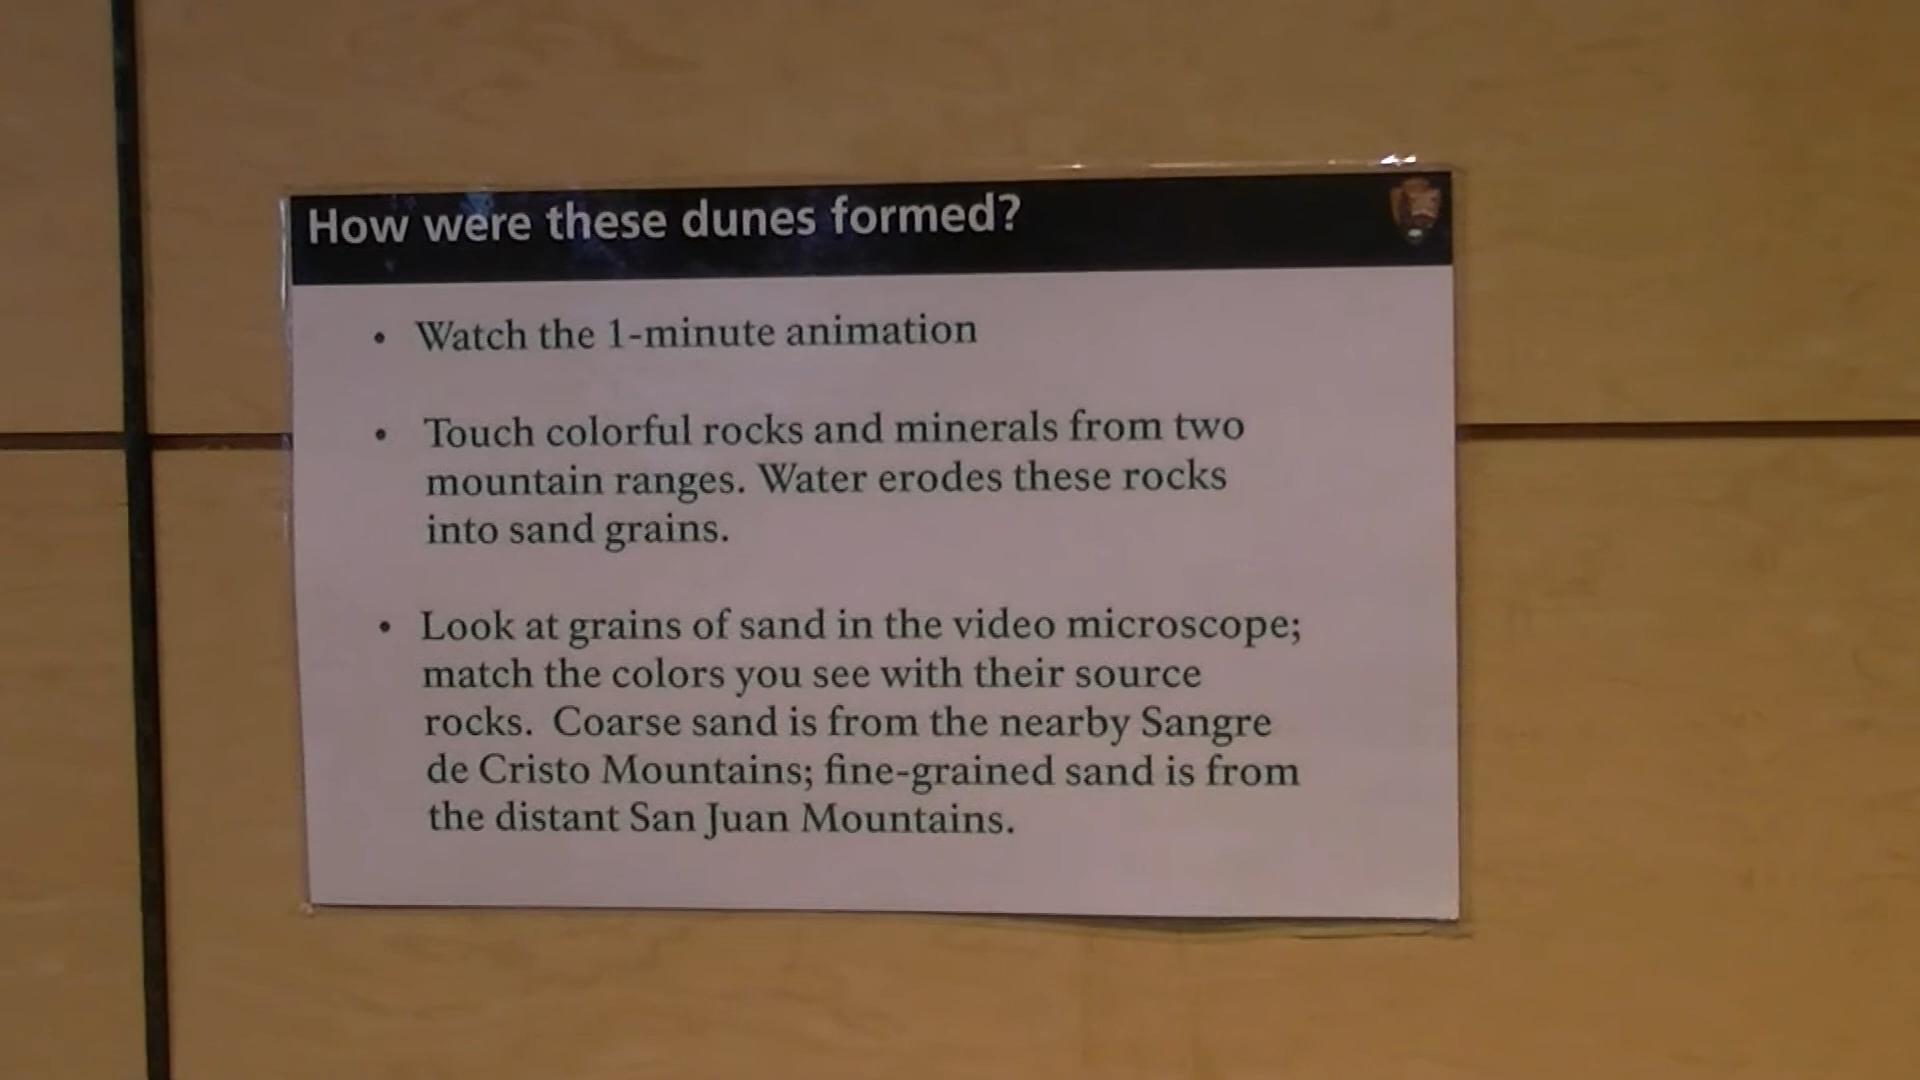 How were these dunes formed?
• Watch the 1-minute animation
• Touch colorful rocks and minerals from two
mountain ranges. Water erodes these rocks
into sand grains.
• Look at grains of sand in the video microscope;
match the colors you see with their source
rocks.  Coarse sand is from the nearby Sangre
de Cristo Mountains; fine-grained sand is from
the distant San Juan Mountains.